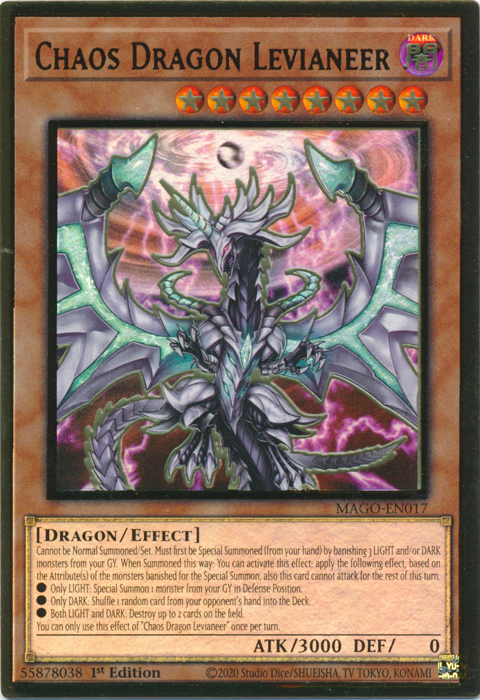 CHAOS DRAGON LEVIANEER
DARK
闇
MAGO-EN017
[DRAGON/EFFECT]
Cannot be Normal Summoned/Set. Must first be Special Summoned (from your hand) by banishing 3 LIGHT and/or DARK
monsters from your GY. When Summoned this way: You can activate this effect; apply the following effect, based
on the Attribute(s) of the monsters banished for the Special Summon, also this card cannot attack for the rest of this turn.
● Only LIGHT: Special Summon 1 monster from your GY in Defense Position.
● Only DARK: Shuffle 1 random card from your opponent's hand into the Deck.
● Both LIGHT and DARK: Destroy up to 2 cards on the field.
You can only use this effect of "Chaos Dragon Levianeer" once per turn.
ATK/3000 DEF/ 0
55878038 1st Edition ©2020 Studio Dice/SHUEISHA, TV TOKYO, KONAMI